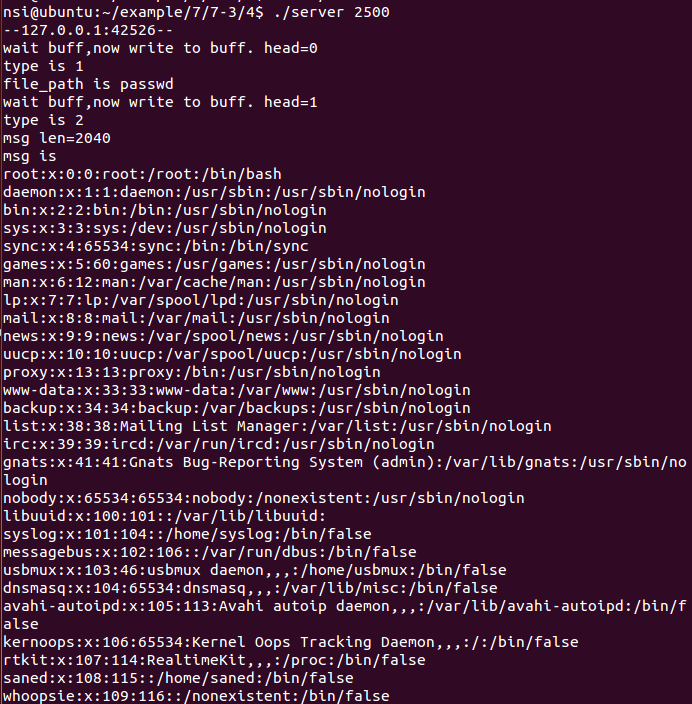 nsi@ubuntu:~/example/7/7-3/4$ ./server 2500
--127.0.0.1:42526--
wait buff,now write to buff. head=0
type is 1
file_path is passwd
wait buff,now write to buff. head=1
type is 2
msg len=2040
msg is
root:x:0:0:root:/root:/bin/bash
daemon:x:1:1:daemon:/usr/sbin:/usr/sbin/nologin
bin:x:2:2:bin:/bin:/usr/sbin/nologin
sys:x:3:3:sys:/dev:/usr/sbin/nologin
sync:x:4:65534:sync:/bin:/bin/sync
games:x:5:60:games:/usr/games:/usr/sbin/nologin
man:x:6:12:man:/var/cache/man:/usr/sbin/nologin
lp:x:7:7:lp:/var/spool/lpd:/usr/sbin/nologin
mail:x:8:8:mail:/var/mail:/usr/sbin/nologin
news:x:9:9:news:/var/spool/news:/usr/sbin/nologin
uucp:x:10:10:uucp:/var/spool/uucp:/usr/sbin/nologin
proxy:x:13:13:proxy:/bin:/usr/sbin/nologin
www-data:x:33:33:www-data:/var/www:/usr/sbin/nologin
backup:x:34:34:backup:/var/backups:/usr/sbin/nologin
list:x:38:38:Mailing List Manager:/var/list:/usr/sbin/nologin
irc:x:39:39:ircd:/var/run/ircd:/usr/sbin/nologin
gnats:x:41:41:Gnats Bug-Reporting System (admin):/var/lib/gnats:/usr/sbin/no
login
nobody:x:65534:65534:nobody:/nonexistent:/usr/sbin/nologin
libuuid:x:100:101::/var/lib/libuuid:
syslog:x:101:104::/home/syslog:/bin/false
messagebus:x:102:106::/var/run/dbus:/bin/false
usbmux:x:103:46:usbmux daemon,,,:/home/usbmux:/bin/false
dnsmasq:x:104:65534:dnsmasq,,,:/var/lib/misc:/bin/false
avahi-autoipd:x:105:113:Avahi autoip daemon,,,:/var/lib/avahi-autoipd:/bin/f
alse
kernoops:x:106:65534:Kernel Oops Tracking Daemon,,,:/:/bin/false
rtkit:x:107:114:RealtimeKit,,,:/proc:/bin/false
saned:x:108:115::/home/saned:/bin/false
whoopsie:x:109:116::/nonexistent:/bin/false